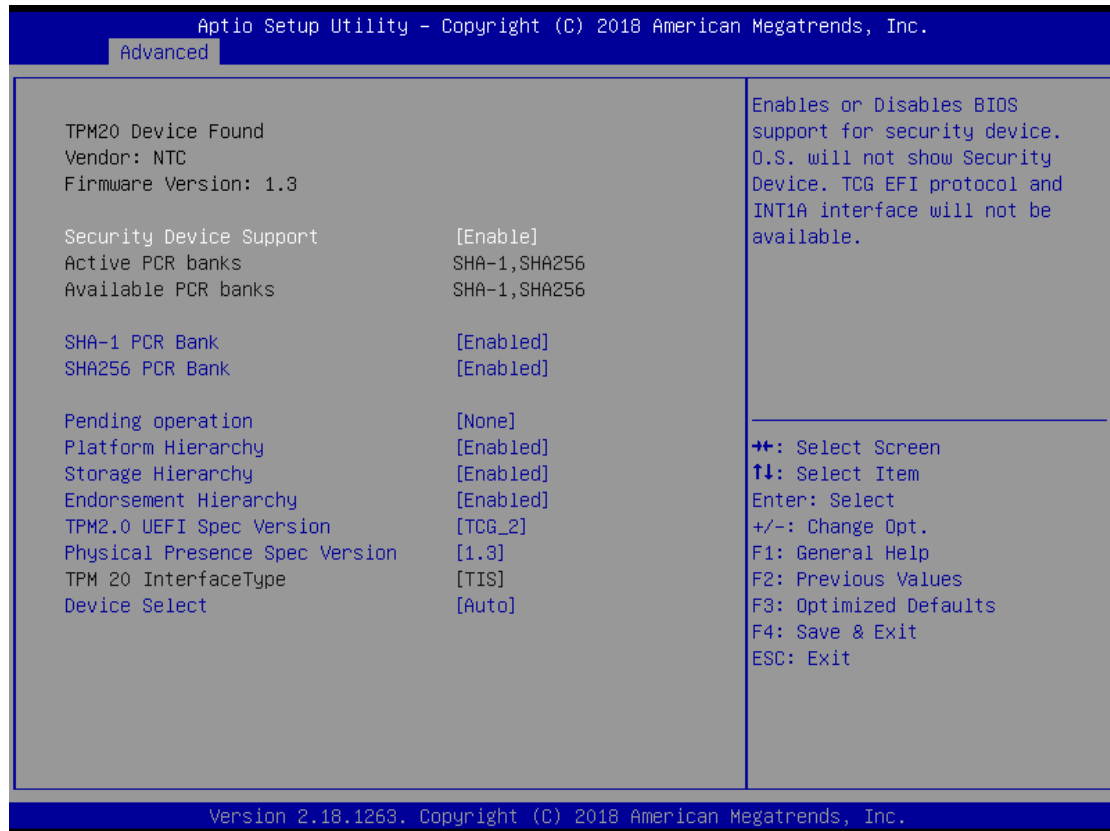 Aptio Setup Utility – Copyright (C) 2018 American Megatrends, Inc.
Advanced
TPM20 Device Found
Vendor: NTC
Firmware Version: 1.3
Security Device Support [Enable]
Active PCR banks SHA-1,SHA256
Available PCR banks SHA-1,SHA256
SHA-1 PCR Bank [Enabled]
SHA256 PCR Bank [Enabled]
Pending operation [None]
Platform Hierarchy [Enabled]
Storage Hierarchy [Enabled]
Endorsement Hierarchy [Enabled]
TPM2.0 UEFI Spec Version [TCG_2]
Physical Presence Spec Version [1.3]
TPM 20 InterfaceType [TIS]
Device Select [Auto]
Enables or Disables BIOS
support for security device.
O.S. will not show Security
Device. TCG EFI protocol and
INT1A interface will not be
available.
→←: Select Screen
↑↓: Select Item
Enter: Select
+/-: Change Opt.
F1: General Help
F2: Previous Values
F3: Optimized Defaults
F4: Save & Exit
ESC: Exit
Version 2.18.1263. Copyright (C) 2018 American Megatrends, Inc.